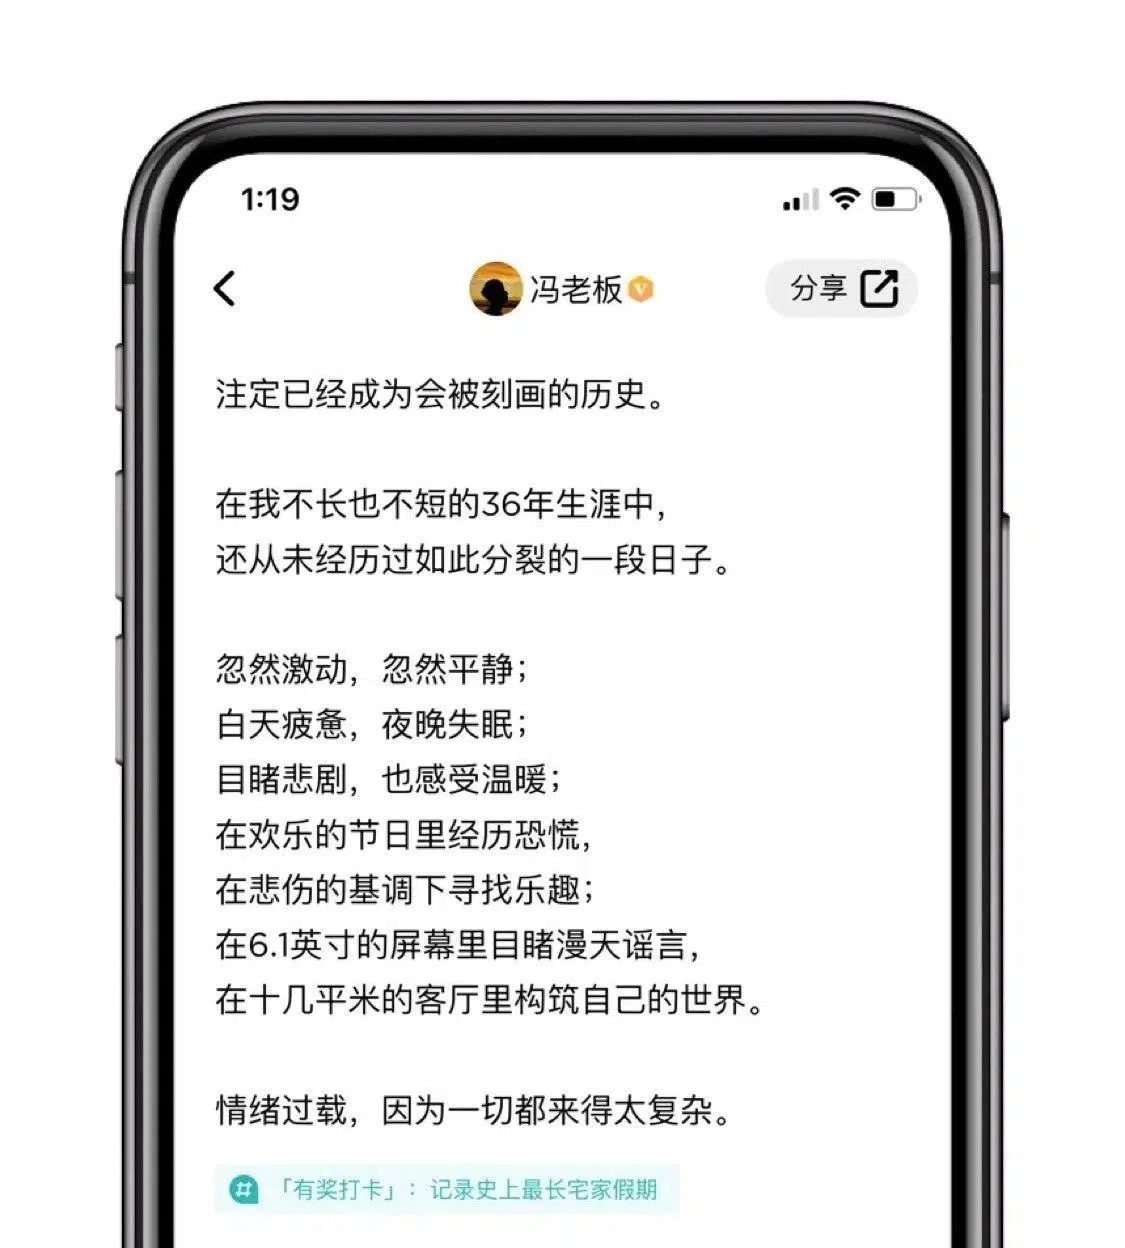 1:19
冯老板
分享
注定已经成为会被刻画的历史。
在我不长也不短的36年生涯中，
还从未经历过如此分裂的一段日子。
忽然激动，忽然平静；
白天疲惫，夜晚失眠；
目睹悲剧，也感受温暖；
在欢乐的节日里经历恐慌，
在悲伤的基调下寻找乐趣；
在6.1英寸的屏幕里目睹漫天谣言，
在十几平米的客厅里构筑自己的世界。
情绪过载，因为一切都来得太复杂。
# 「有奖打卡」：记录史上最长宅家假期